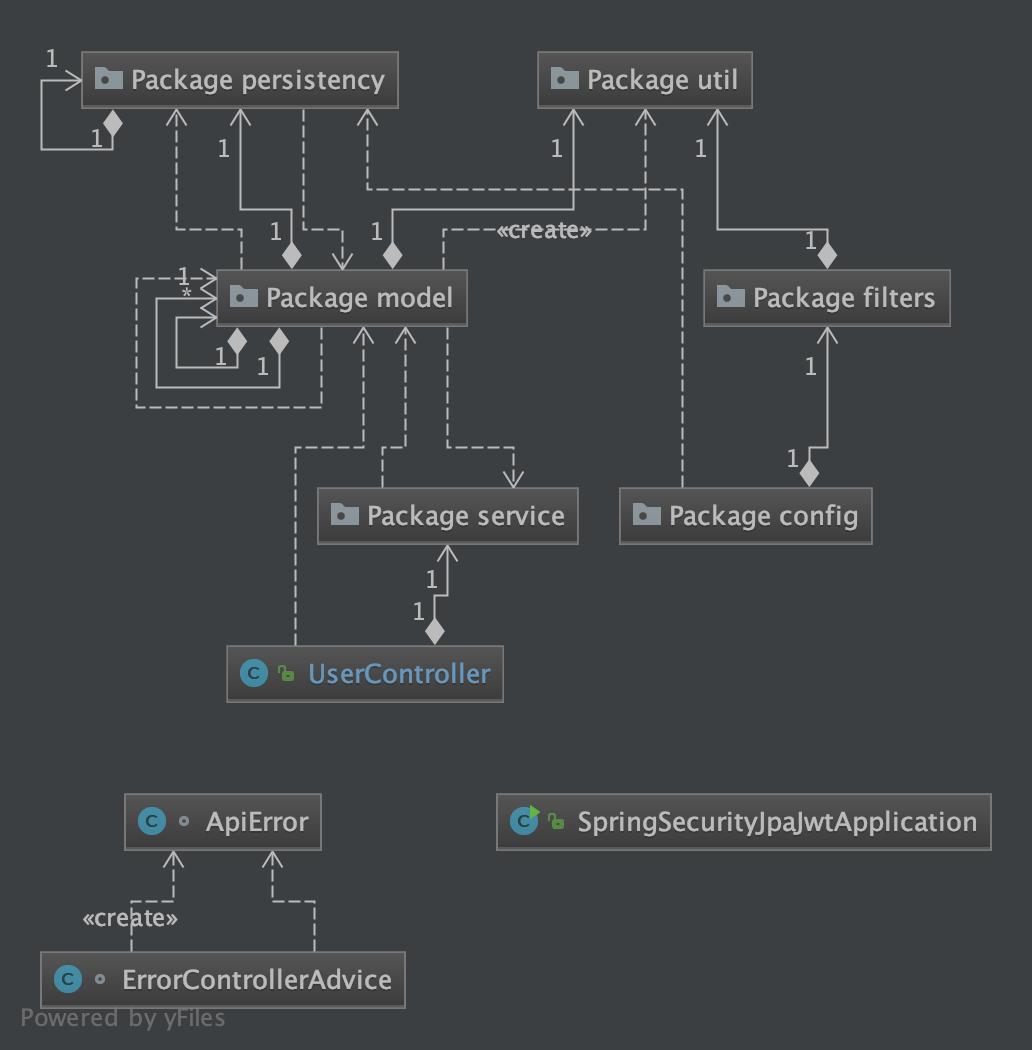 1
Package persistency
Package util
1
1
1
1
1
1
«create»
1
1
*
Package model
Package filters
1
1
1
1
Package service
Package config
1
1
UserController
ApiError
SpringSecurityJpaJwtApplication
«create»
ErrorControllerAdvice
Powered by yFiles